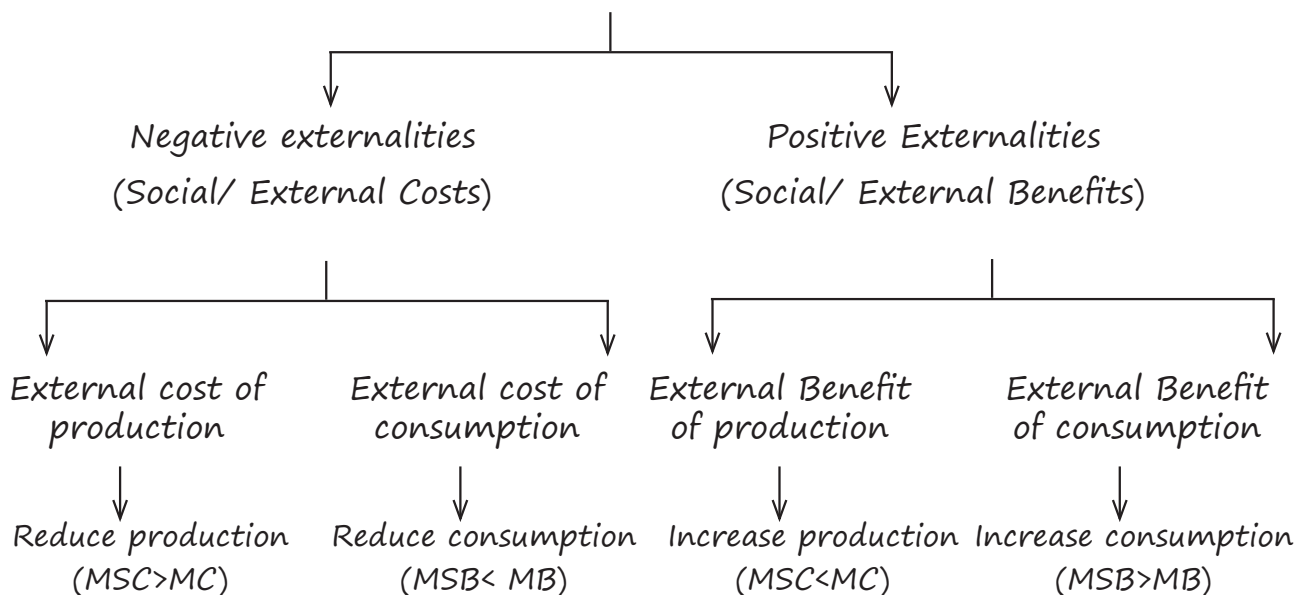 Negative externalities
(Social/ External Costs)
Positive Externalities
(Social/ External Benefits)
External cost of
production
External cost of
consumption
External Benefit
of production
External Benefit
of consumption
Reduce production
(MSC>MC)
Reduce consumption
(MSB< MB)
Increase production
(MSC<MC)
Increase consumption
(MSB>MB)